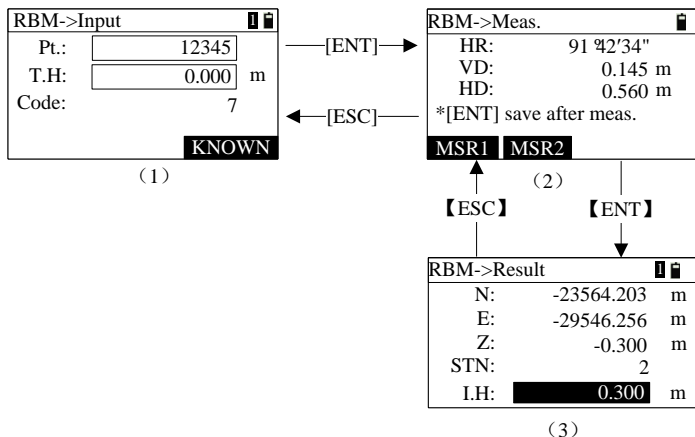 RBM->Input 1
Pt.: 12345
T.H: 0.000 m
Code: 7
KNOWN
(1)
[ENT]
[ESC]
RBM->Meas.
HR: 91°42'34"
VD: 0.145 m
HD: 0.560 m
*[ENT] save after meas.
MSR1 MSR2
(2)
【ESC】 【ENT】
RBM->Result 1
N: -23564.203 m
E: -29546.256 m
Z: -0.300 m
STN: 2
I.H: 0.300 m
(3)